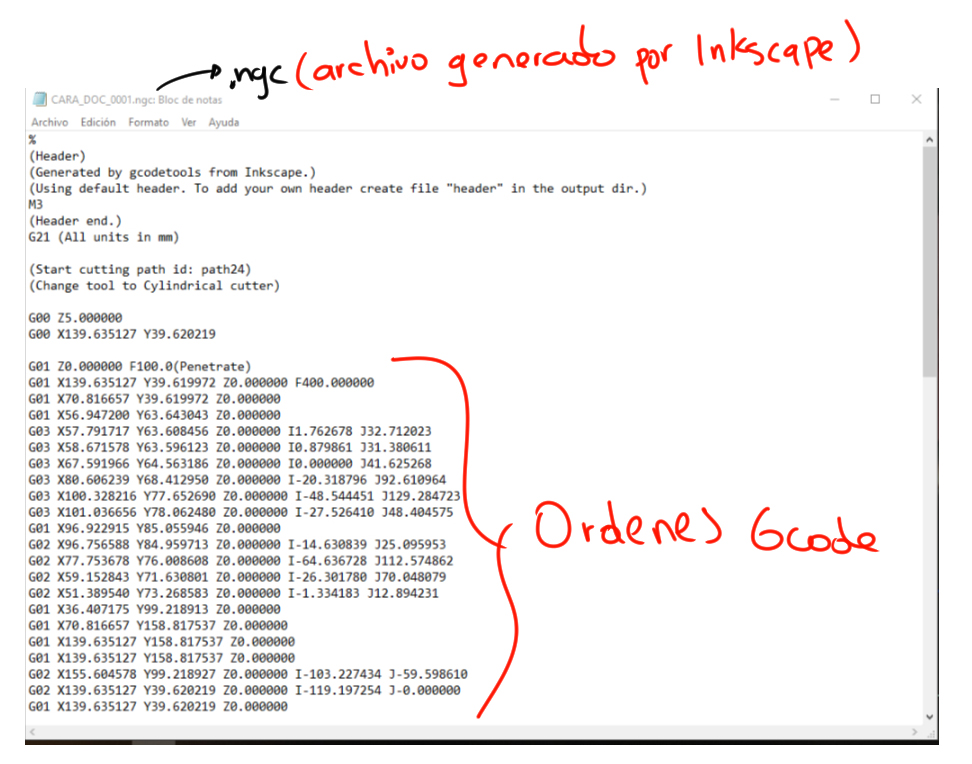 .ngc (archivo generado por Inkscape)
CARA_DOC_0001.ngc: Bloc de notas
Archivo Edición Formato Ver Ayuda
%
(Header)
(Generated by gcodetools from Inkscape.)
(Using default header. To add your own header create file "header" in the output dir.)
M3
(Header end.)
G21 (All units in mm)
(Start cutting path id: path24)
(Change tool to Cylindrical cutter)
G00 Z5.000000
G00 X139.635127 Y39.620219
G01 Z0.000000 F100.0(Penetrate)
G01 X139.635127 Y39.619972 Z0.000000 F400.000000
G01 X70.816657 Y39.619972 Z0.000000
G01 X56.947200 Y63.643043 Z0.000000
G03 X57.791717 Y63.608456 Z0.000000 I1.762678 J32.712023
G03 X58.671578 Y63.596123 Z0.000000 I0.879861 J31.380611
G03 X67.591966 Y64.563186 Z0.000000 I0.000000 J41.625268
G03 X80.606239 Y68.412950 Z0.000000 I-20.318796 J92.610964
G03 X100.328216 Y77.652690 Z0.000000 I-48.544451 J129.284723
G03 X101.036656 Y78.062480 Z0.000000 I-27.526410 J48.404575
G01 X96.922915 Y85.055946 Z0.000000
G02 X96.756588 Y84.959713 Z0.000000 I-14.630839 J25.095953
G02 X77.753678 Y76.008608 Z0.000000 I-64.636728 J112.574862
G02 X59.152843 Y71.630801 Z0.000000 I-26.301780 J70.048079
G02 X51.389540 Y73.268583 Z0.000000 I-1.334183 J12.894231
G01 X36.407175 Y99.218913 Z0.000000
G01 X70.816657 Y158.817537 Z0.000000
G01 X139.635127 Y158.817537 Z0.000000
G01 X139.635127 Y158.817537 Z0.000000
G02 X155.604578 Y99.218927 Z0.000000 I-103.227434 J-59.598610
G02 X139.635127 Y39.620219 Z0.000000 I-119.197254 J-0.000000
G01 X139.635127 Y39.620219 Z0.000000
Ordenes Gcode